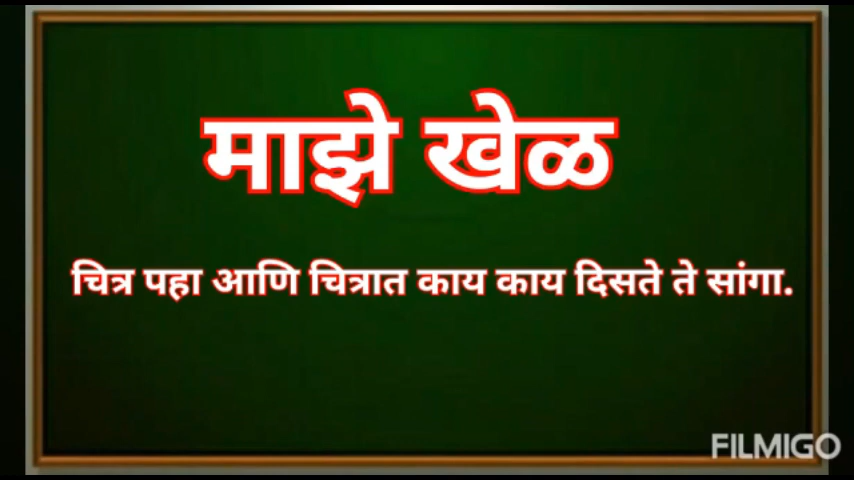 माझे खेळ
चित्र पहा आणि चित्रात काय काय दिसते ते सांगा.
FILMIGO